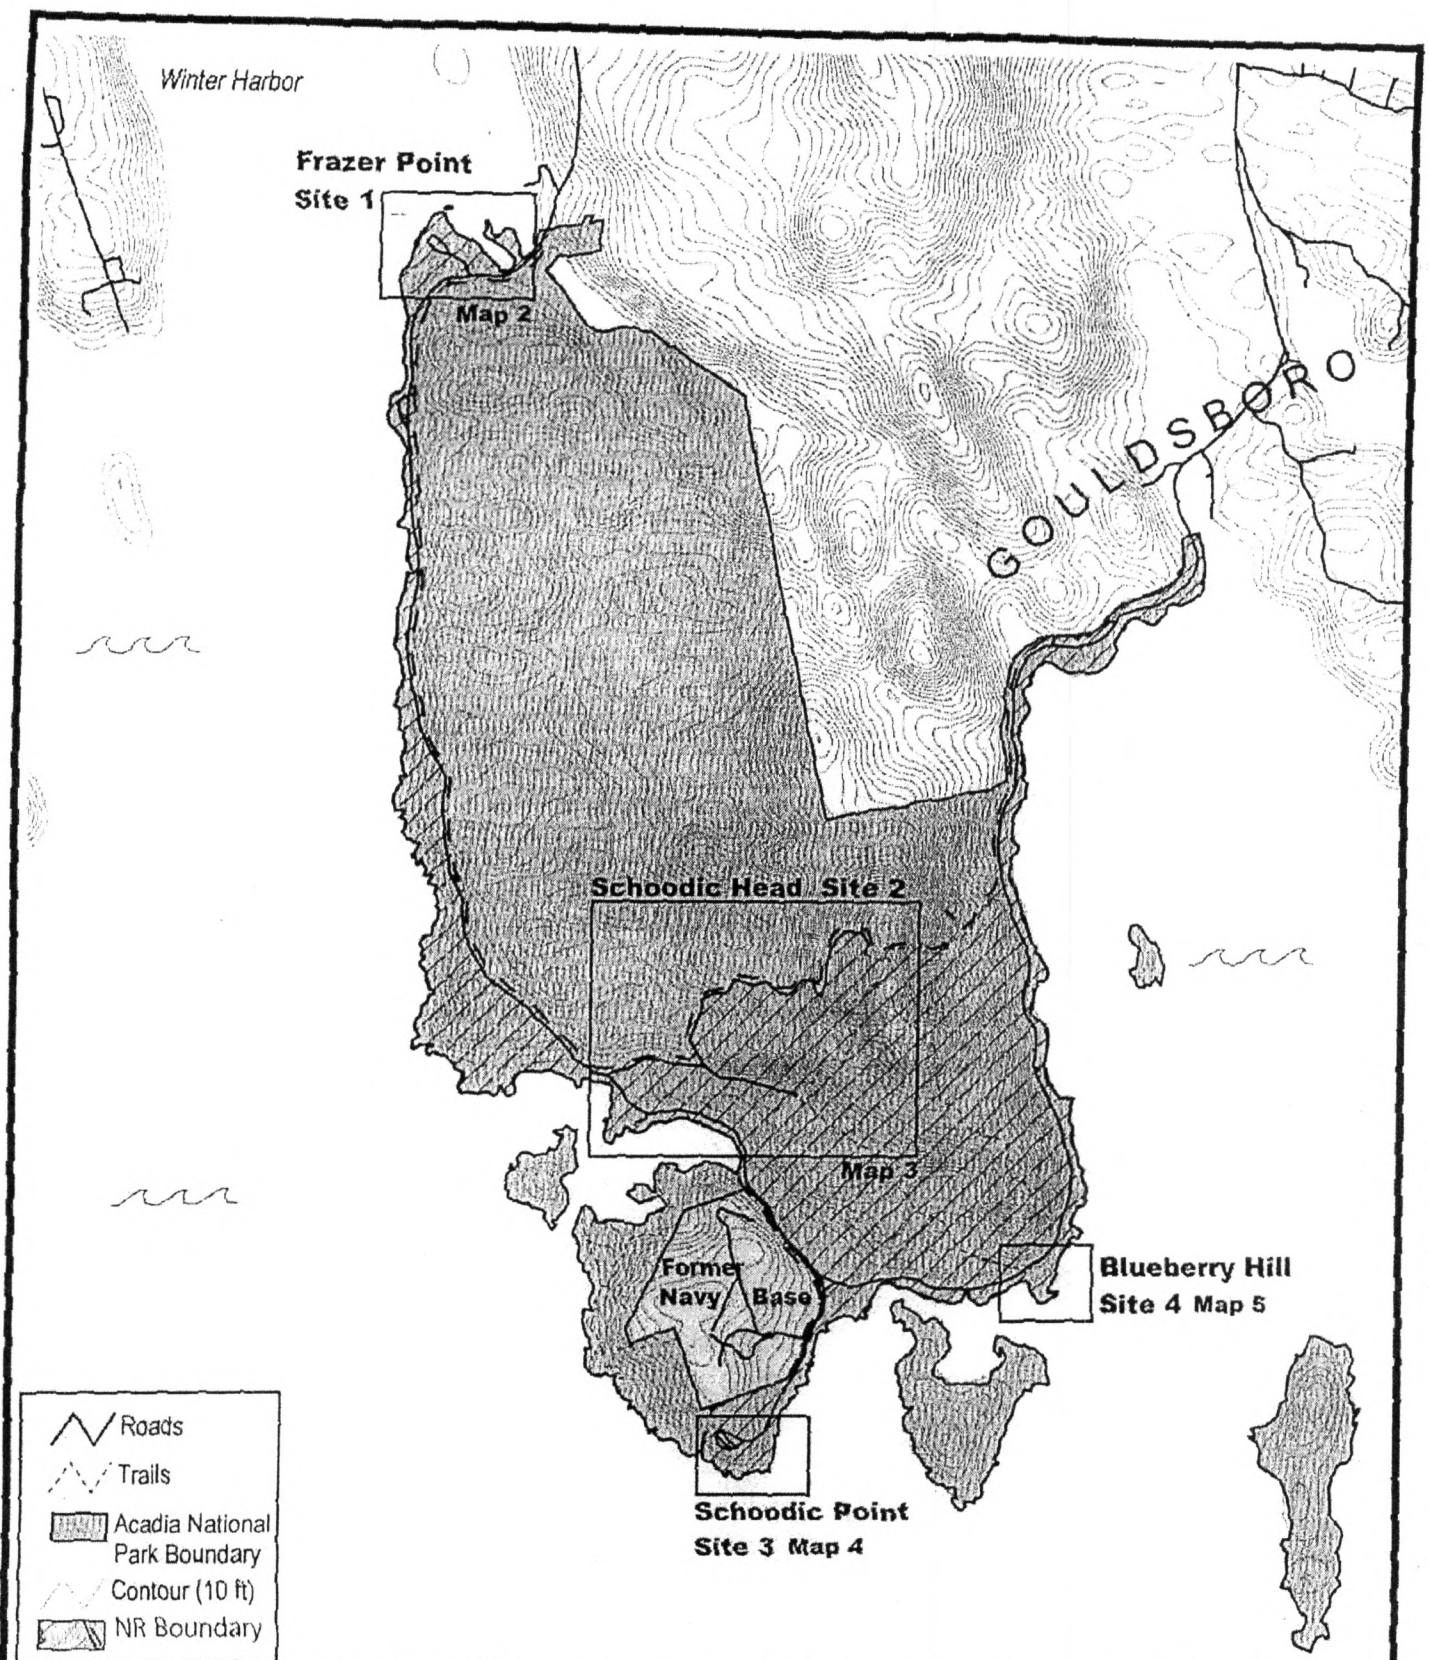 Winter Harbor
Frazer Point
Site 1
Map 2
GOULDSBORO
Schoodic Head Site 2
Map 3
Former
Navy Base
Blueberry Hill
Site 4 Map 5
Schoodic Point
Site 3 Map 4
Roads
Trails
Acadia National
Park Boundary
Contour (10 ft)
NR Boundary